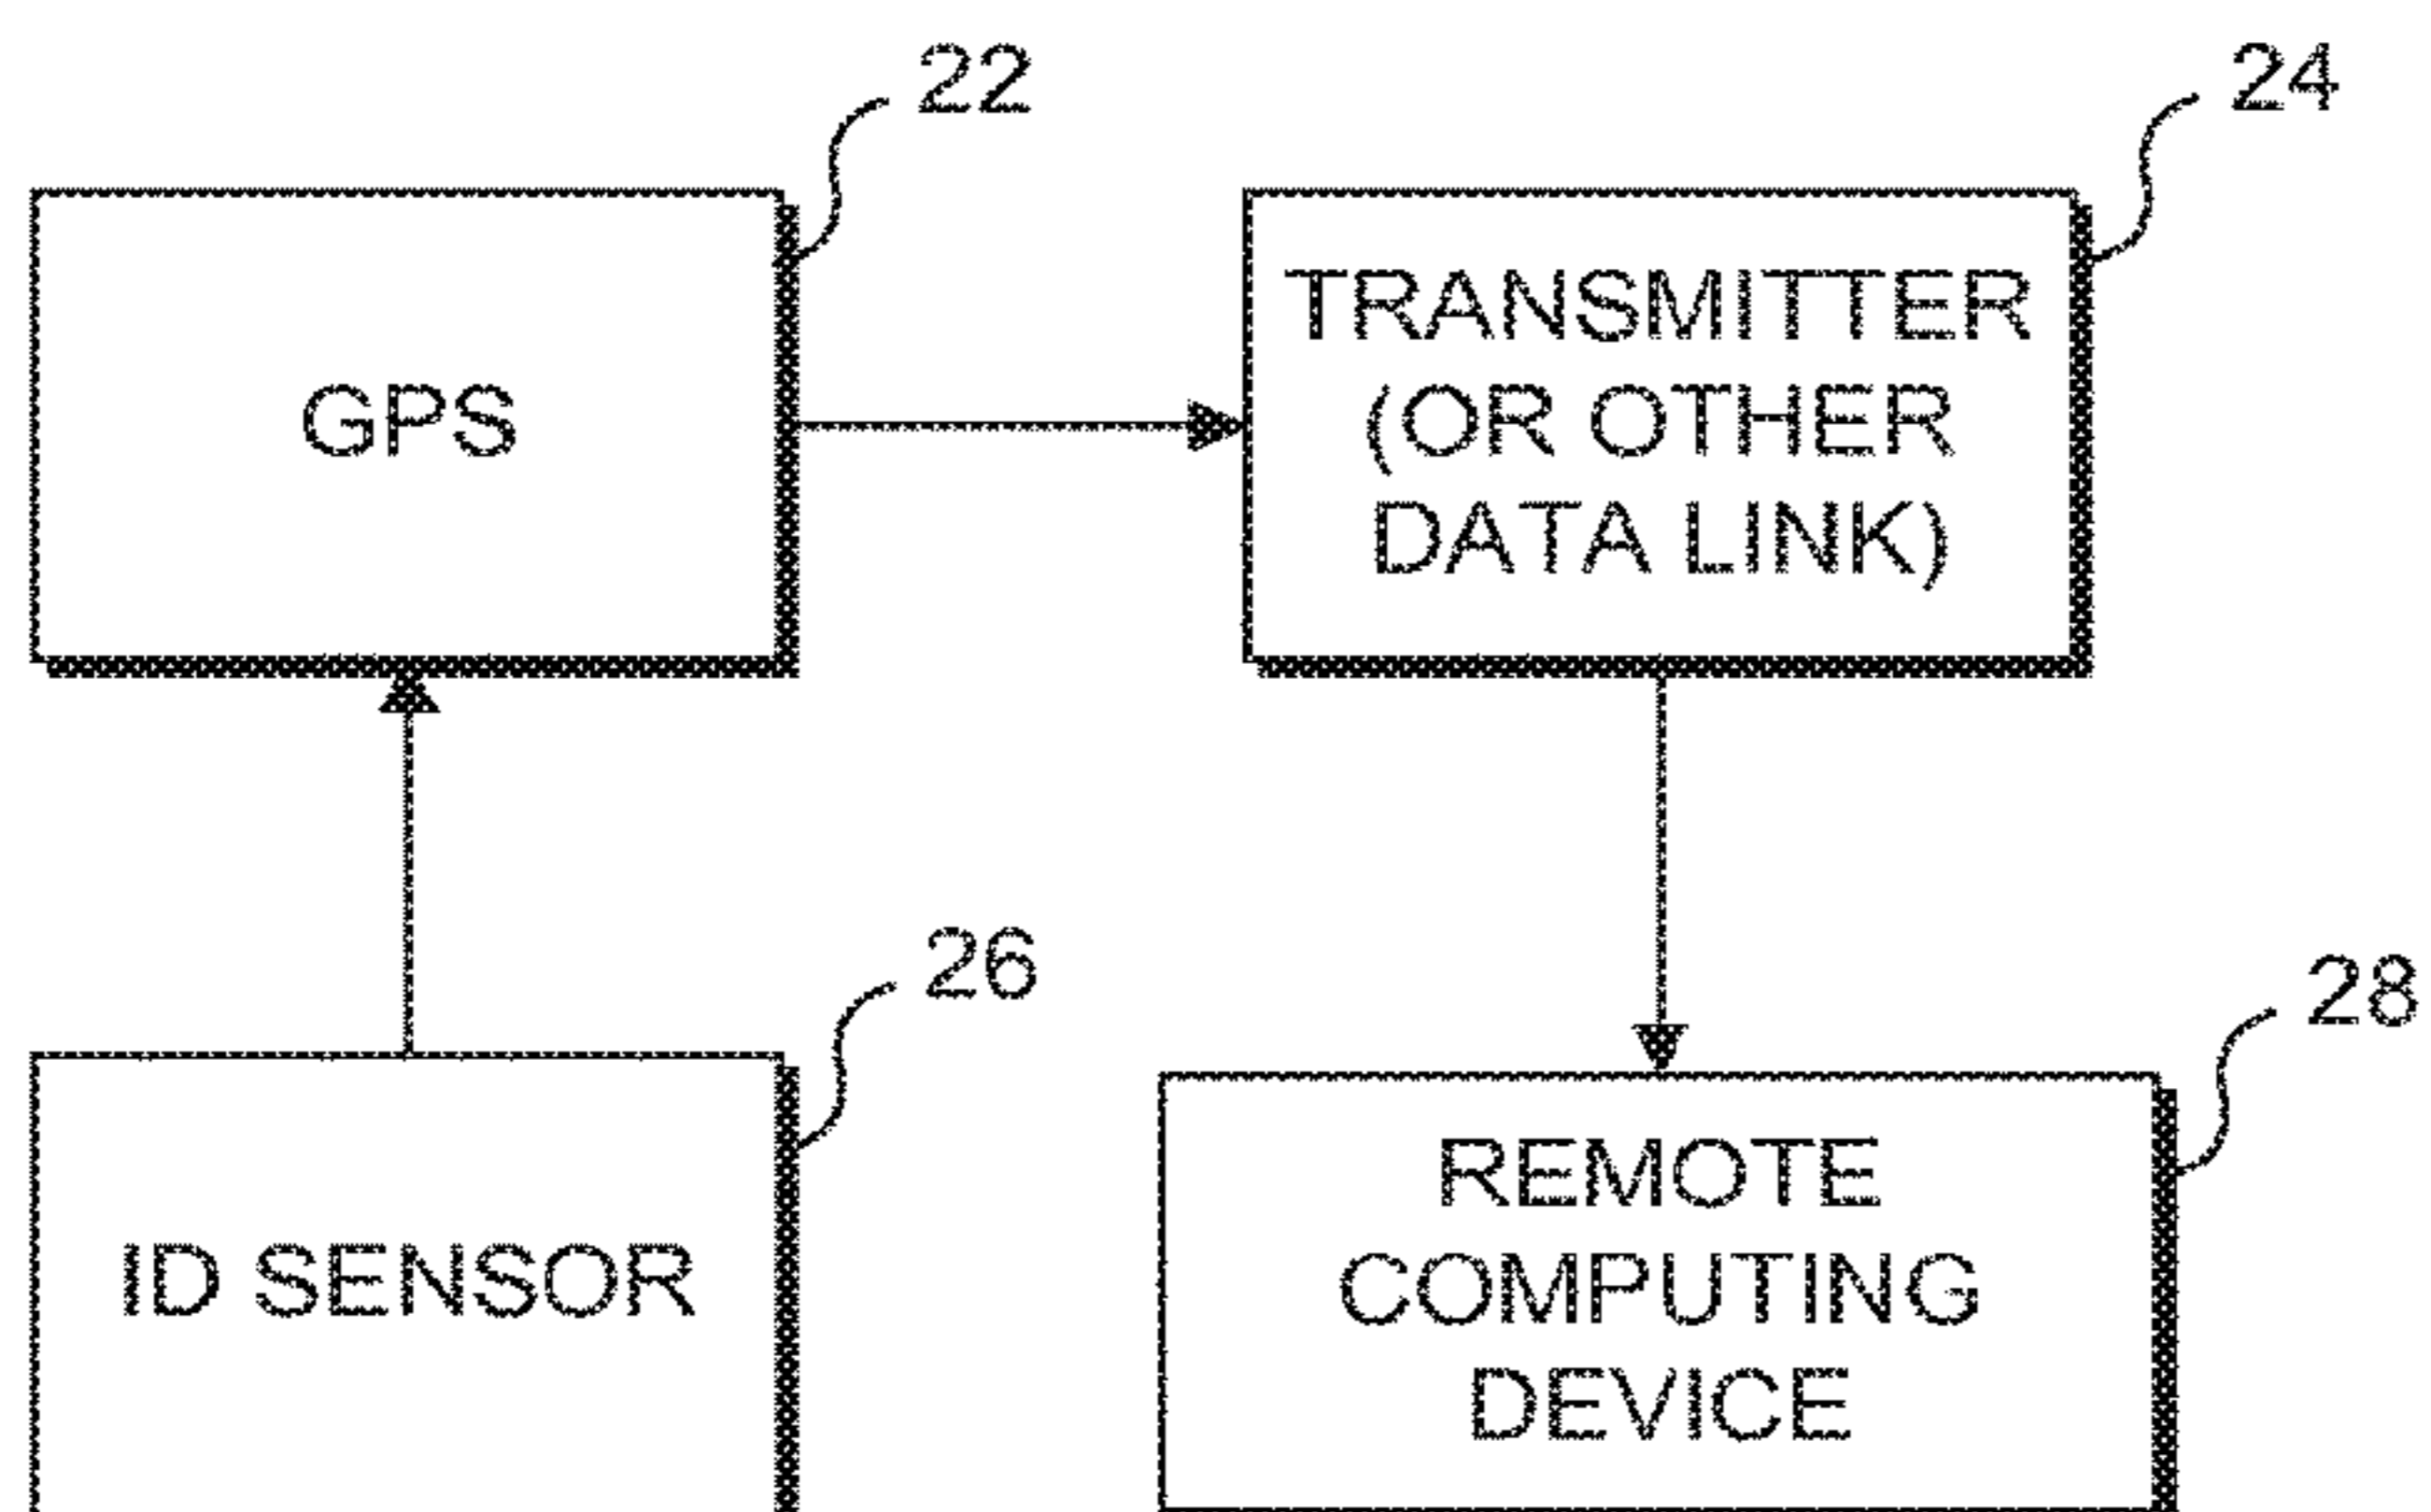 22
24
GPS
TRANSMITTER
(OR OTHER
DATA LINK)
26
28
ID SENSOR
REMOTE
COMPUTING
DEVICE